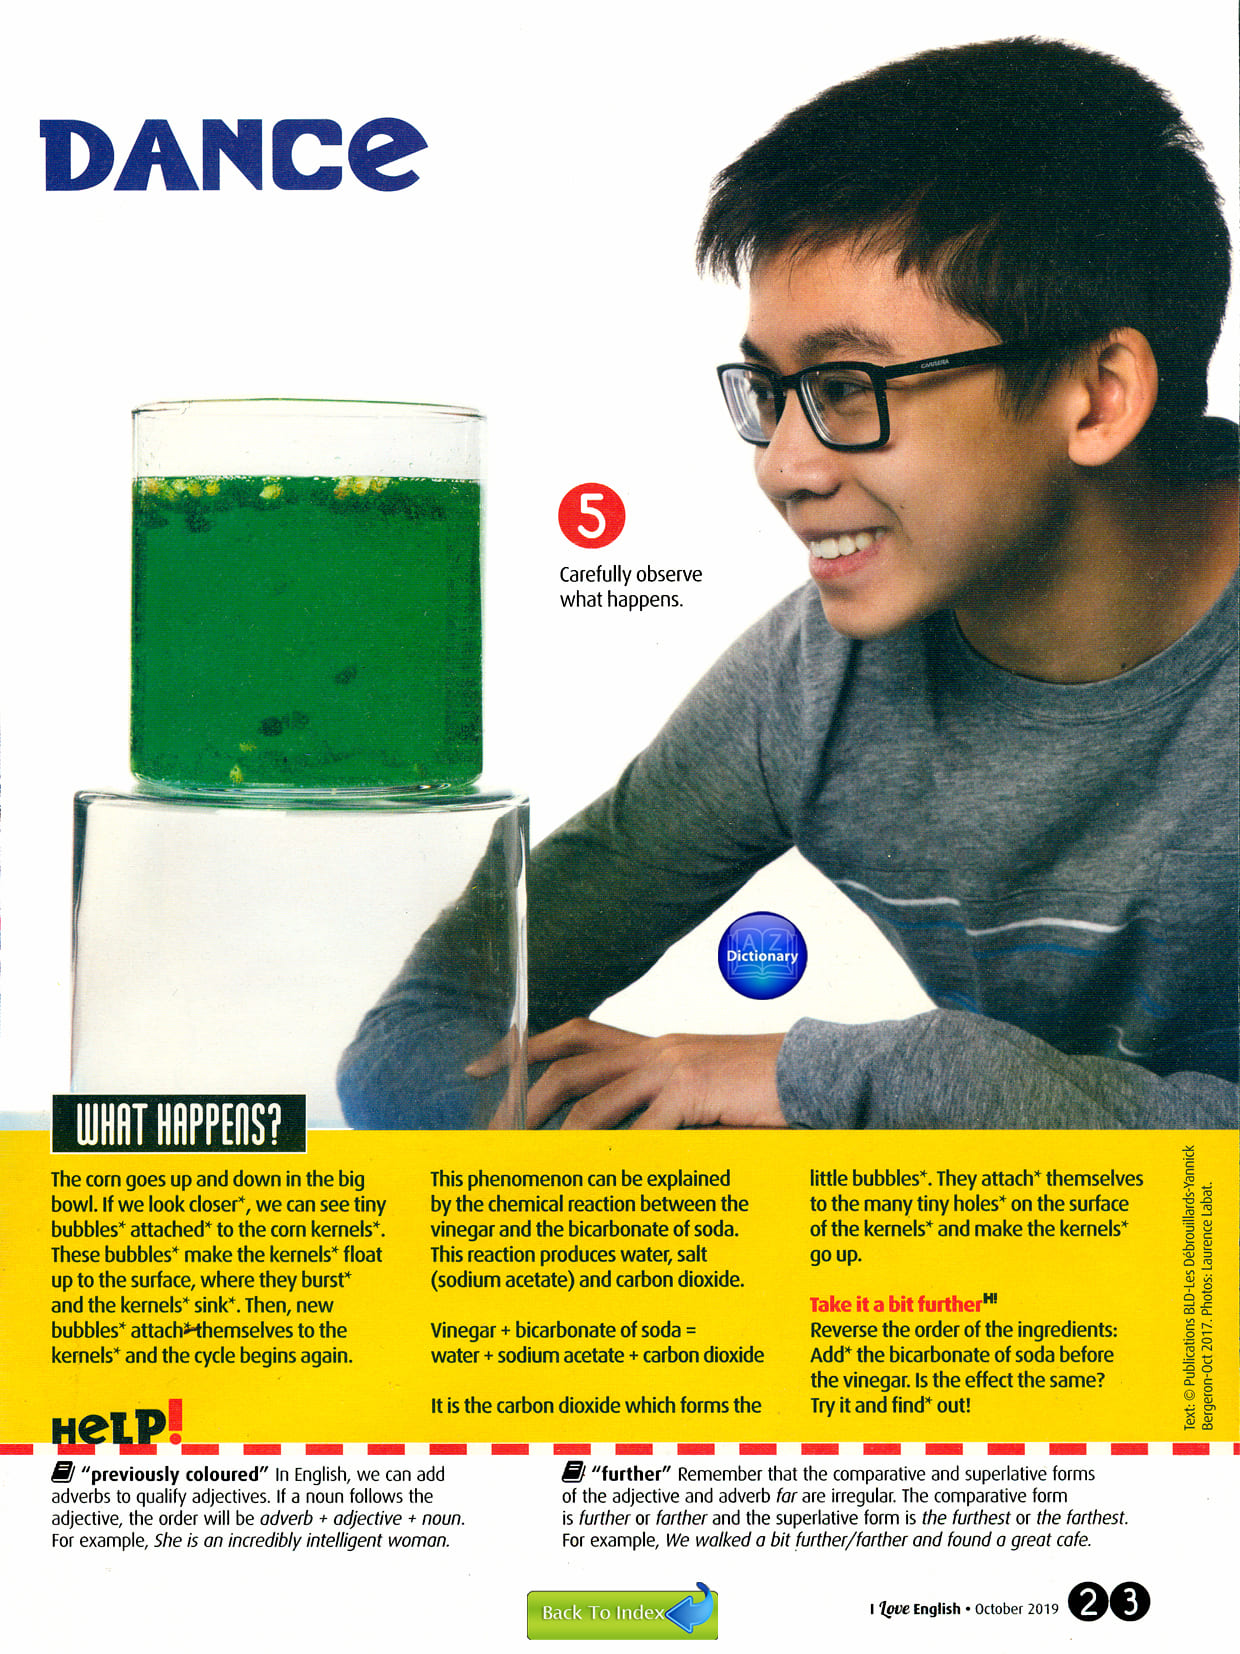 DANCe
CARRERA
5
Carefully observe
what happens.
A Z
Dictionary
WHAT HAPPENS?
The corn goes up and down in the big
bowl. If we look closer*, we can see tiny
bubbles* attached* to the corn kernels*.
These bubbles* make the kernels* float
up to the surface, where they burst*
and the kernels* sink*. Then, new
bubbles* attach* themselves to the
kernels* and the cycle begins again.
This phenomenon can be explained
by the chemical reaction between the
vinegar and the bicarbonate of soda.
This reaction produces water, salt
(sodium acetate) and carbon dioxide.
Vinegar + bicarbonate of soda =
water + sodium acetate + carbon dioxide
It is the carbon dioxide which forms the
little bubbles*. They attach* themselves
to the many tiny holes* on the surface
of the kernels* and make the kernels*
go up.
Take it a bit further H!
Reverse the order of the ingredients:
Add* the bicarbonate of soda before
the vinegar. Is the effect the same?
Try it and find* out!
Text: © Publications BLD-Les Débrouillards-Yannick
Bergeron-Oct 2017. Photos: Laurence Labat.
HeLP!
"previously coloured" In English, we can add
adverbs to qualify adjectives. If a noun follows the
adjective, the order will be adverb + adjective + noun.
For example, She is an incredibly intelligent woman.
"further" Remember that the comparative and superlative forms
of the adjective and adverb far are irregular. The comparative form
is further or farther and the superlative form is the furthest or the farthest.
For example, We walked a bit further/farther and found a great cafe.
Back To Index
I Love English • October 2019 23